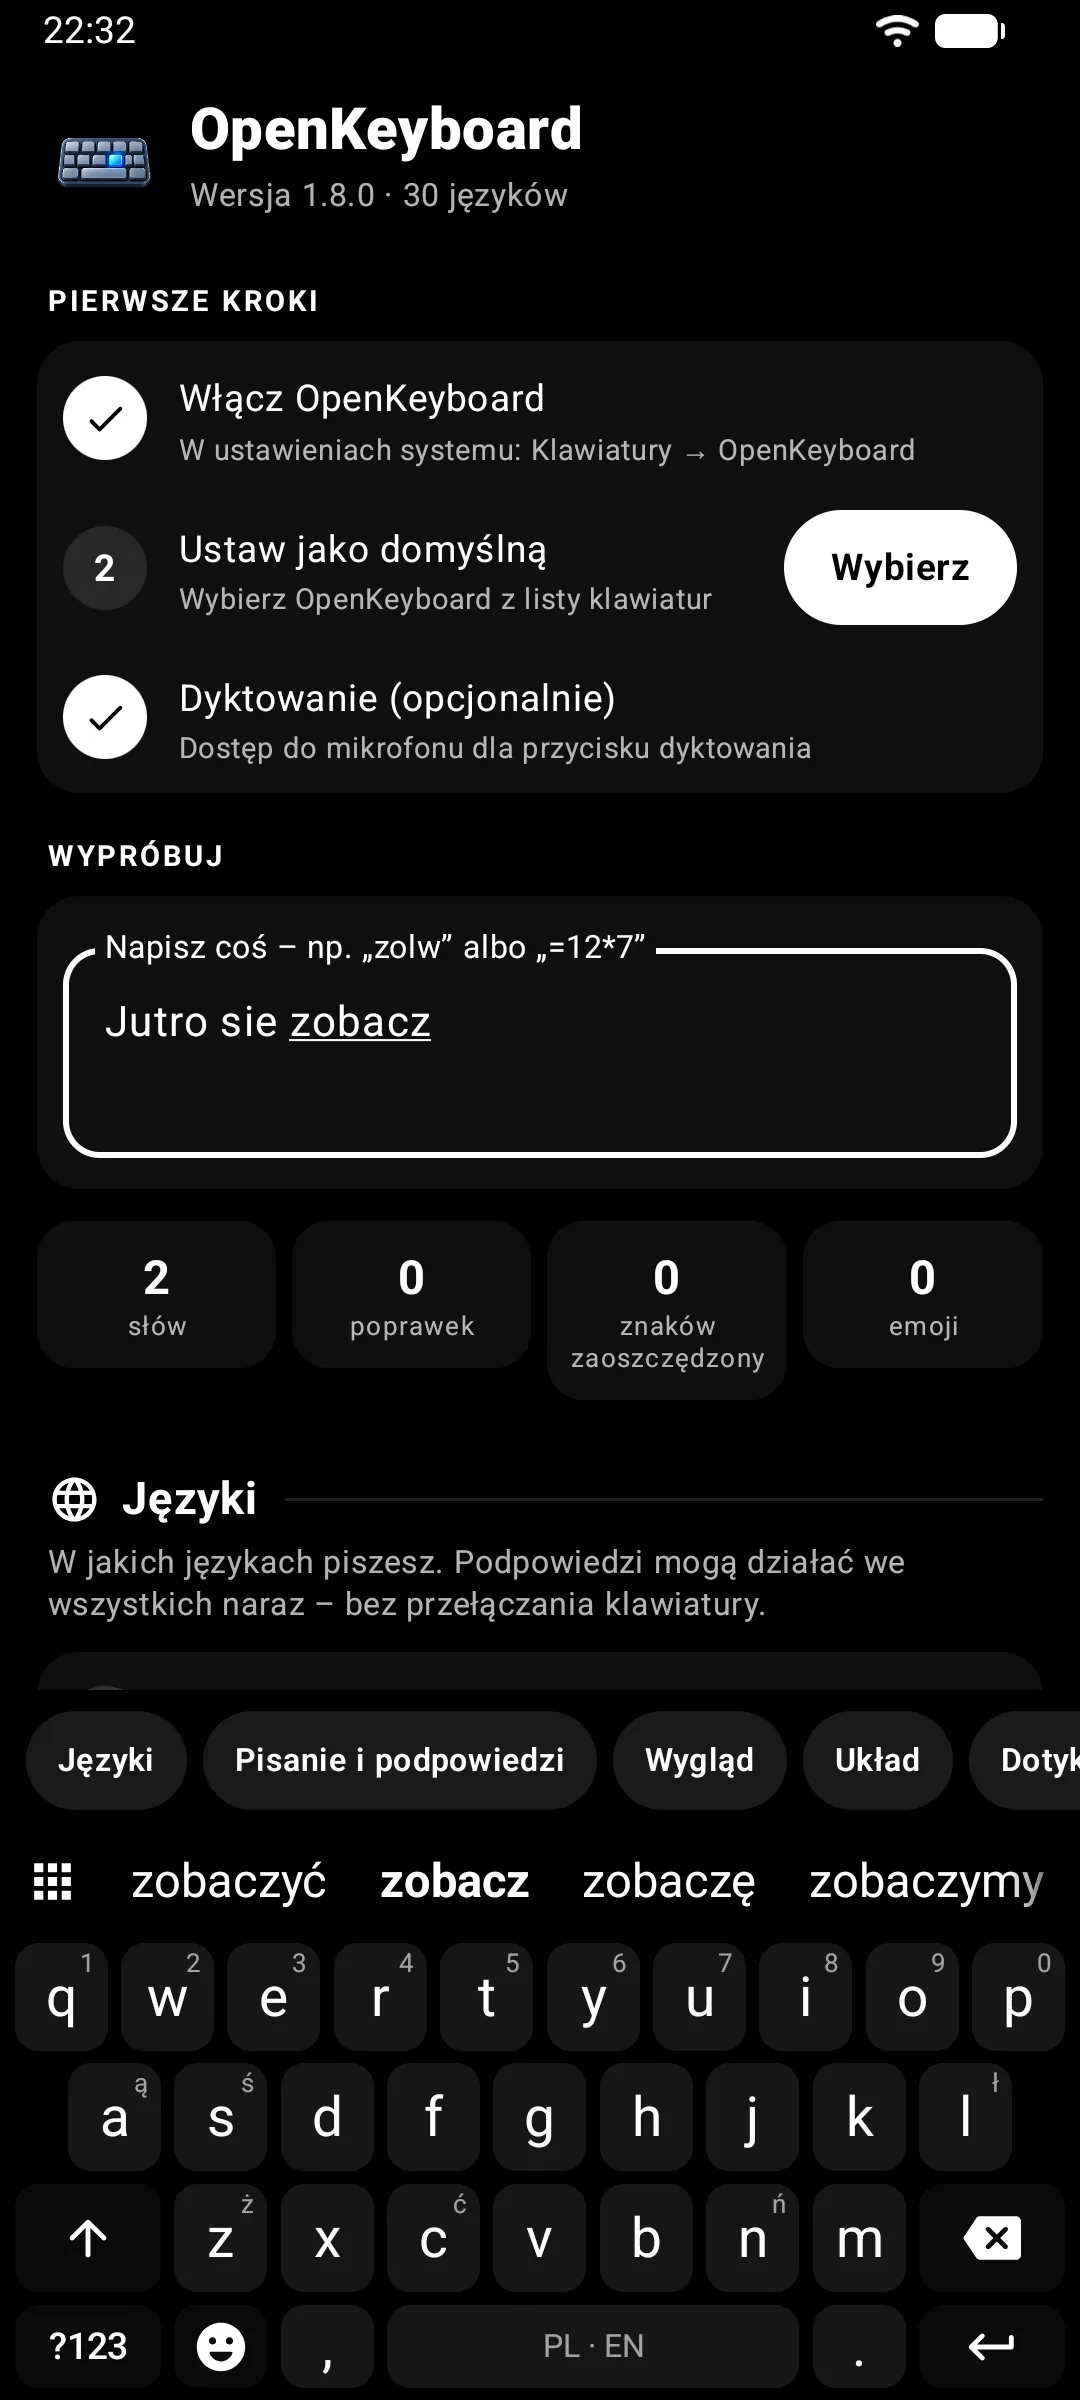 22:32
OpenKeyboard
Wersja 1.8.0 · 30 języków
PIERWSZE KROKI
Włącz OpenKeyboard
W ustawieniach systemu: Klawiatury → OpenKeyboard
2
Ustaw jako domyślną
Wybierz OpenKeyboard z listy klawiatur
Wybierz
Dyktowanie (opcjonalnie)
Dostęp do mikrofonu dla przycisku dyktowania
WYPRÓBUJ
Napisz coś – np. „zolw” albo „=12*7”
Jutro sie zobacz
2 0 0 0
słów poprawek znaków emoji
zaoszczędzony
Języki
W jakich językach piszesz. Podpowiedzi mogą działać we
wszystkich naraz – bez przełączania klawiatury.
Języki Pisanie i podpowiedzi Wygląd Układ Dotyk
zobaczyć zobacz zobaczę zobaczymy
1 2 3 4 5 6 7 8 9 0
q w e r t y u i o p
ą ś ł
a s d f g h j k l
ż ć ń
z x c v b n m
?123 , PL · EN .